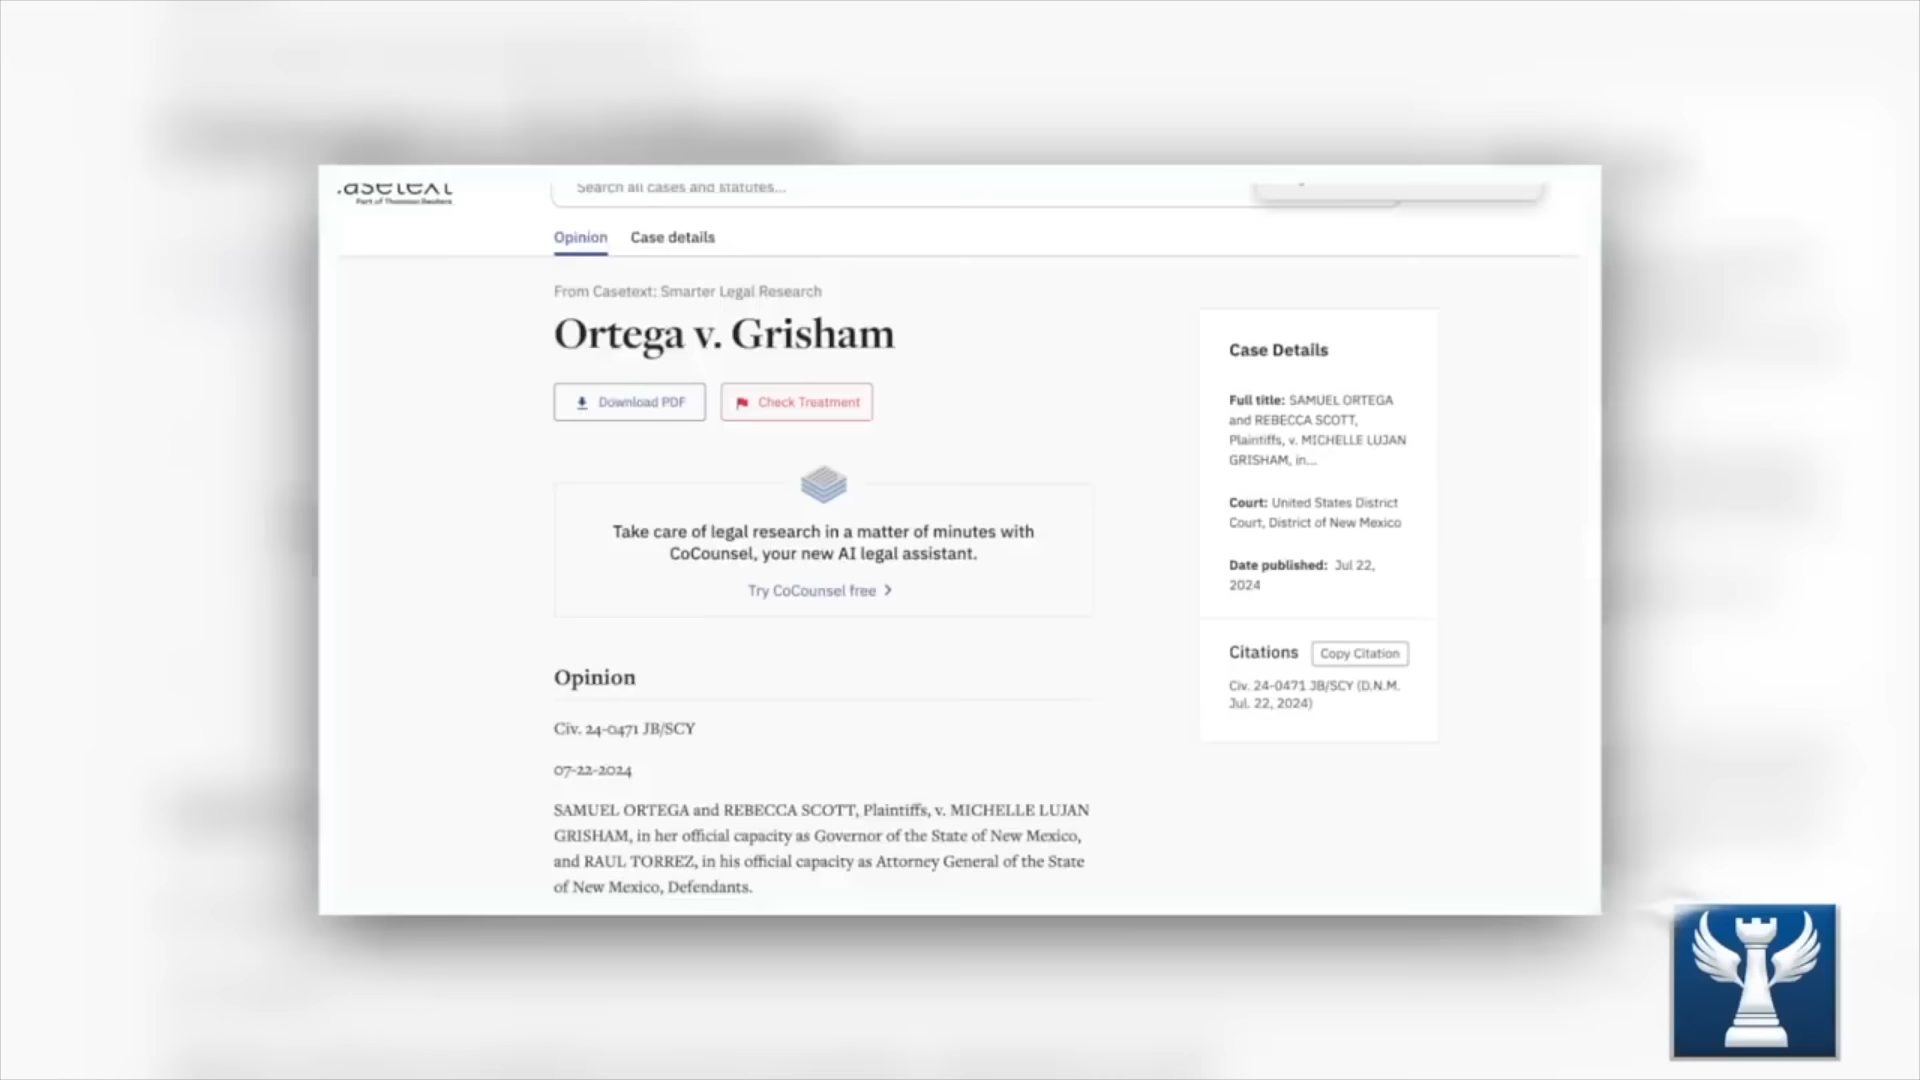 Part of Thomson Reuters
Search all cases and statutes...
Opinion
Case details
From Casetext: Smarter Legal Research
Ortega v. Grisham
Download PDF
Check Treatment
Take care of legal research in a matter of minutes with
CoCounsel, your new AI legal assistant.
Try CoCounsel free >
Opinion
Civ. 24-0471 JB/SCY
07-22-2024
SAMUEL ORTEGA and REBECCA SCOTT, Plaintiffs, v. MICHELLE LUJAN
GRISHAM, in her official capacity as Governor of the State of New Mexico,
and RAUL TORREZ, in his official capacity as Attorney General of the State
of New Mexico, Defendants.
Case Details
Full title: SAMUEL ORTEGA
and REBECCA SCOTT,
Plaintiffs, v. MICHELLE LUJAN
GRISHAM, in...
Court: United States District
Court, District of New Mexico
Date published: Jul 22,
2024
Citations
Copy Citation
Civ. 24-0471 JB/SCY (D.N.M.
Jul. 22, 2024)